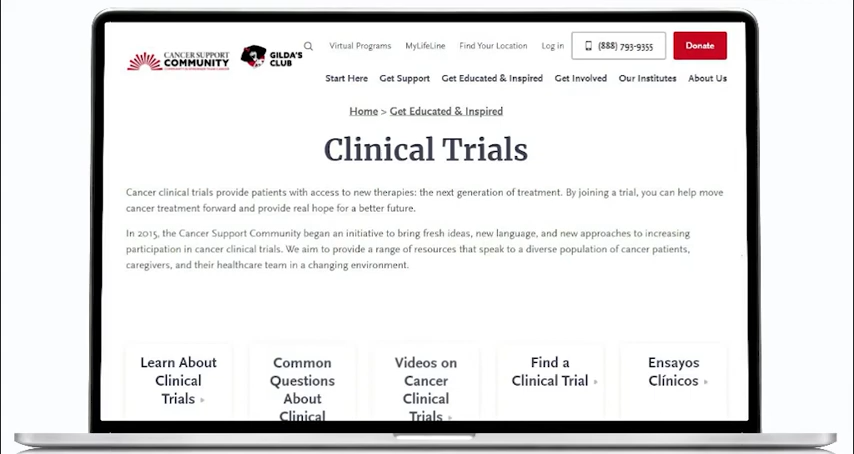 CANCER SUPPORT
COMMUNITY
GILDA'S
CLUB
Virtual Programs MyLifeLine Find Your Location Log in (888) 793-9355 Donate
Start Here Get Support Get Educated & Inspired Get Involved Our Institutes About Us
Home > Get Educated & Inspired
Clinical Trials
Cancer clinical trials provide patients with access to new therapies: the next generation of treatment. By joining a trial, you can help move
cancer treatment forward and provide real hope for a better future.
In 2015, the Cancer Support Community began an initiative to bring fresh ideas, new language, and new approaches to increasing
participation in cancer clinical trials. We aim to provide a range of resources that speak to a diverse population of cancer patients,
caregivers, and their healthcare team in a changing environment.
Learn About
Clinical
Trials
Common
Questions
About
Clinical
Videos on
Cancer
Clinical
Trials
Find a
Clinical Trial
Ensayos
Clínicos